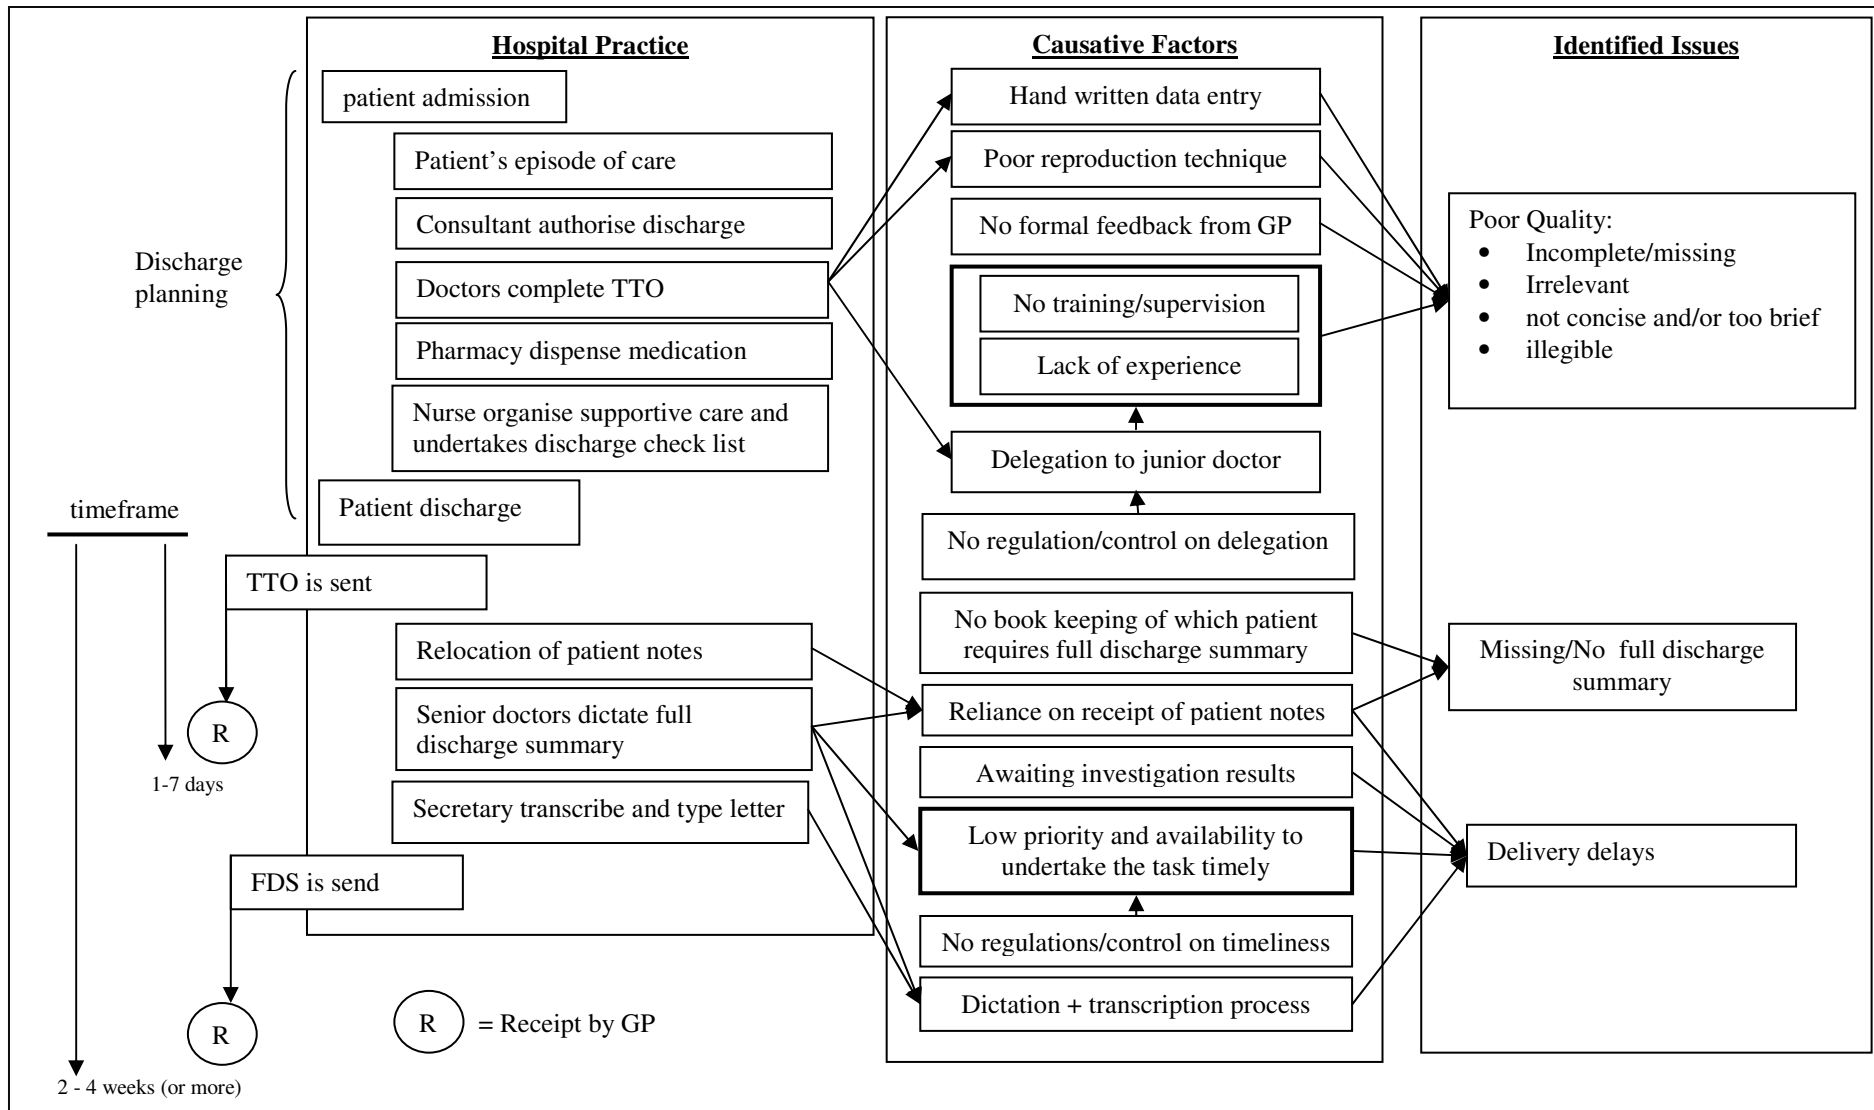 Hospital Practice
patient admission
Patient's episode of care
Consultant authorise discharge
Discharge
planning
Doctors complete TTO
Pharmacy dispense medication
Nurse organise supportive care and
undertakes discharge check list
Patient discharge
timeframe
TTO is sent
Relocation of patient notes
R
Senior doctors dictate full
discharge summary
1-7 days
Secretary transcribe and type letter
FDS is send
R
R
= Receipt by GP
2 - 4 weeks (or more)
Causative Factors
Hand written data entry
Poor reproduction technique
No formal feedback from GP
No training/supervision
Lack of experience
Delegation to junior doctor
No regulation/control on delegation
No book keeping of which patient
requires full discharge summary
Reliance on receipt of patient notes
Awaiting investigation results
Low priority and availability to
undertake the task timely
No regulations/control on timeliness
Dictation + transcription process
Identified Issues
Poor Quality:
• Incomplete/missing
• Irrelevant
• not concise and/or too brief
• illegible
Missing/No full discharge
summary
Delivery delays